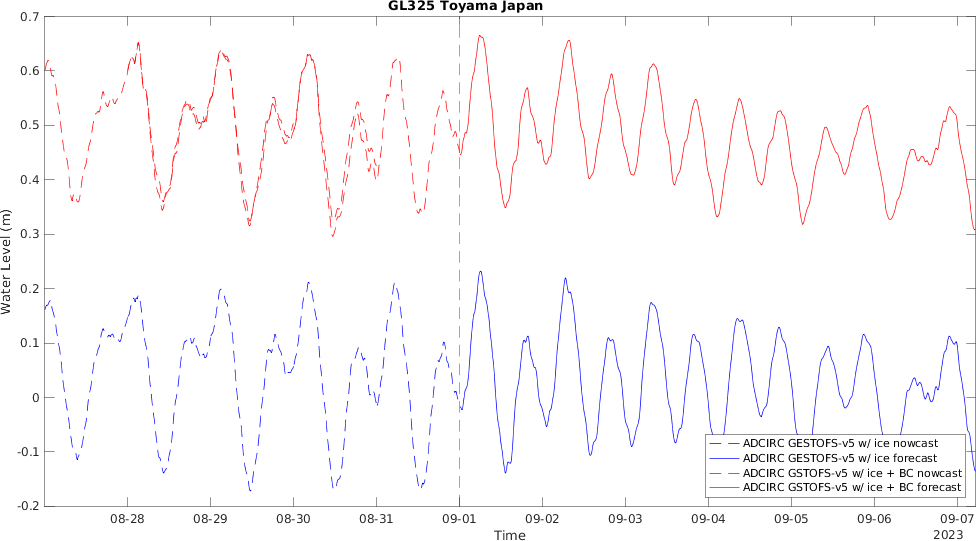 GL325 Toyama Japan
0.7
0.6
0.5
0.4
0.3
0.2
0.1
0
-0.1
-0.2
Water Level (m)
ADCIRC GESTOFS-v5 w/ ice nowcast
ADCIRC GESTOFS-v5 w/ ice forecast
ADCIRC GSTOFS-v5 w/ ice + BC nowcast
ADCIRC GSTOFS-v5 w/ ice + BC forecast
08-28 08-29 08-30 08-31 09-01 09-02 09-03 09-04 09-05 09-06 09-07
Time
2023